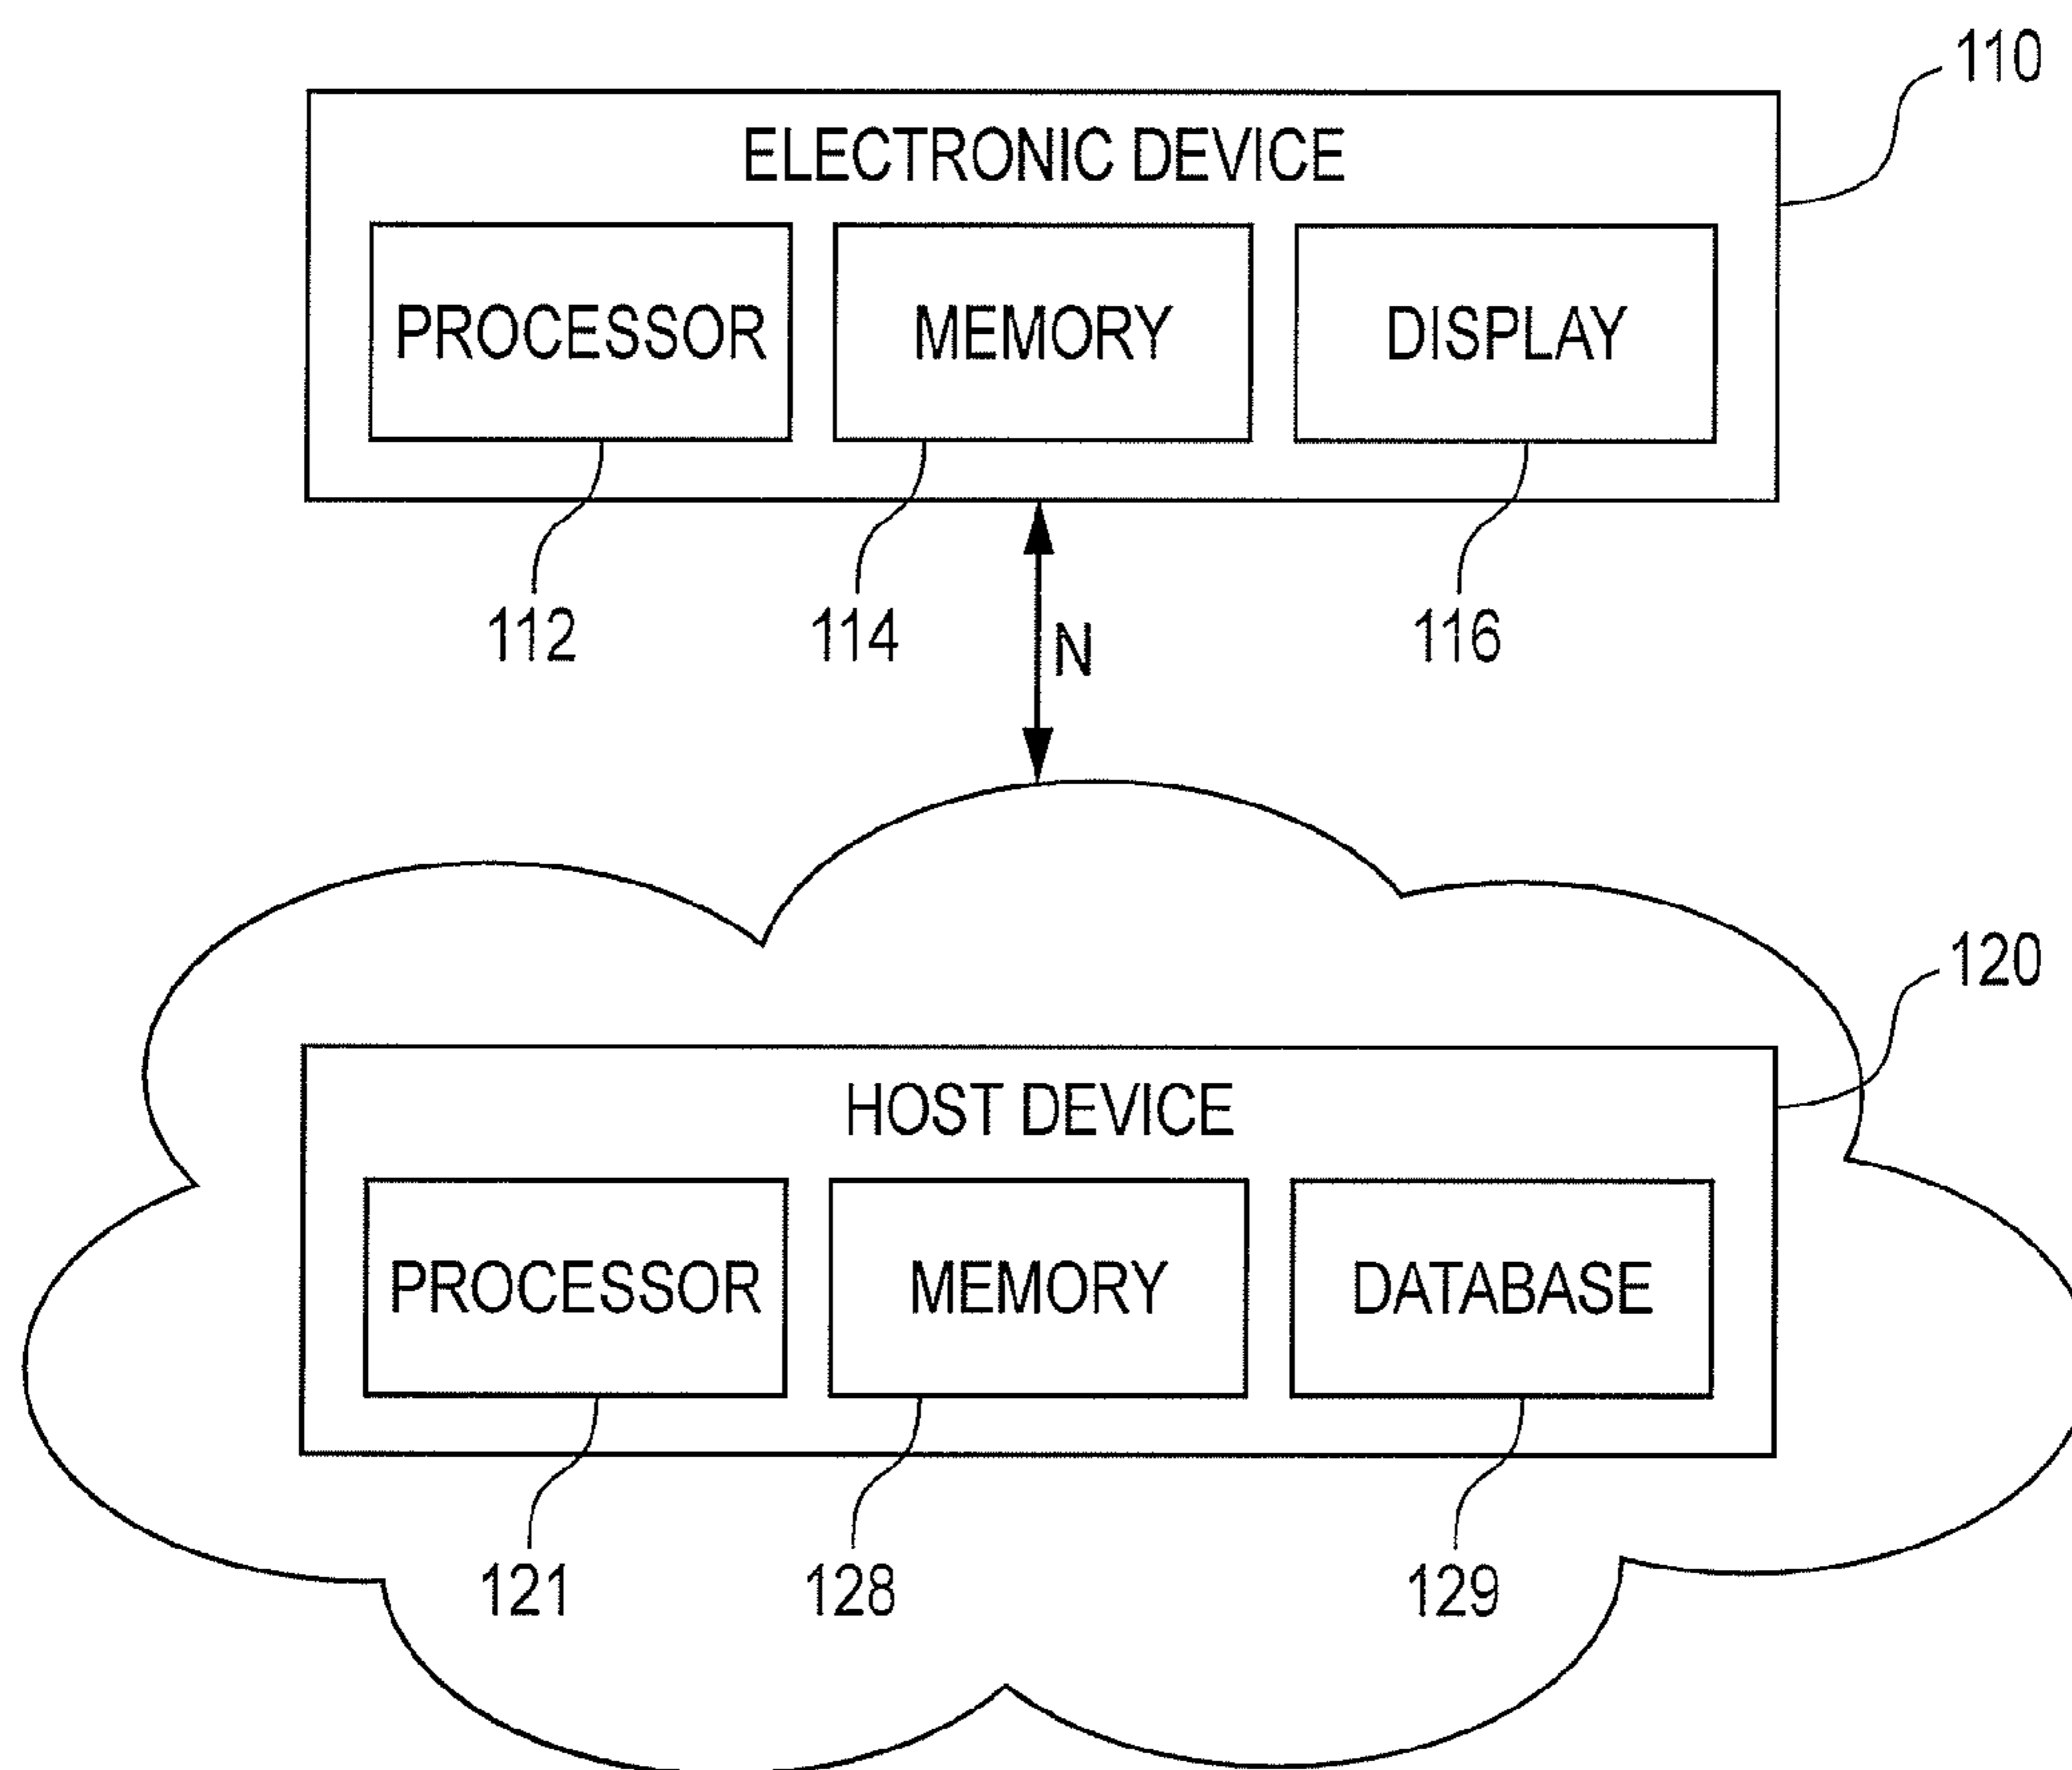 110
ELECTRONIC DEVICE
PROCESSOR MEMORY DISPLAY
112 114 N 116
120
HOST DEVICE
PROCESSOR MEMORY DATABASE
121 128 129